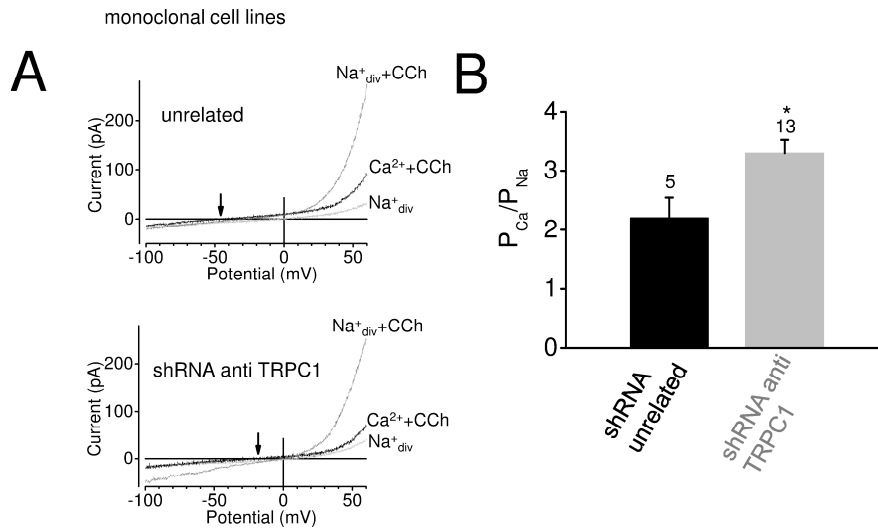 monoclonal cell lines
A
Na⁺div+CCh
unrelated
200
100
0
Current (pA)
Ca²⁺+CCh
Na⁺div
-100 -50 0 50
Potential (mV)
Na⁺div+CCh
shRNA anti TRPC1
200
100
0
Current (pA)
Ca²⁺+CCh
Na⁺div
-100 -50 0 50
Potential (mV)
B
4
3
2
1
0
PCa/PNa
5
*
13
shRNA
unrelated
shRNA anti
TRPC1